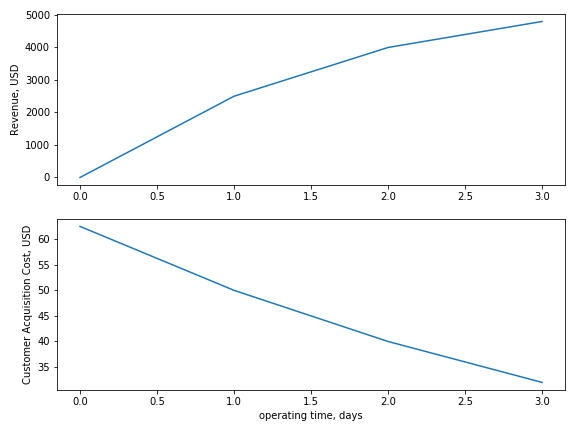 5000
4000
3000
2000
1000
0
Revenue, USD
0.0 0.5 1.0 1.5 2.0 2.5 3.0
60
55
50
45
40
35
Customer Acquisition Cost, USD
0.0 0.5 1.0 1.5 2.0 2.5 3.0
operating time, days